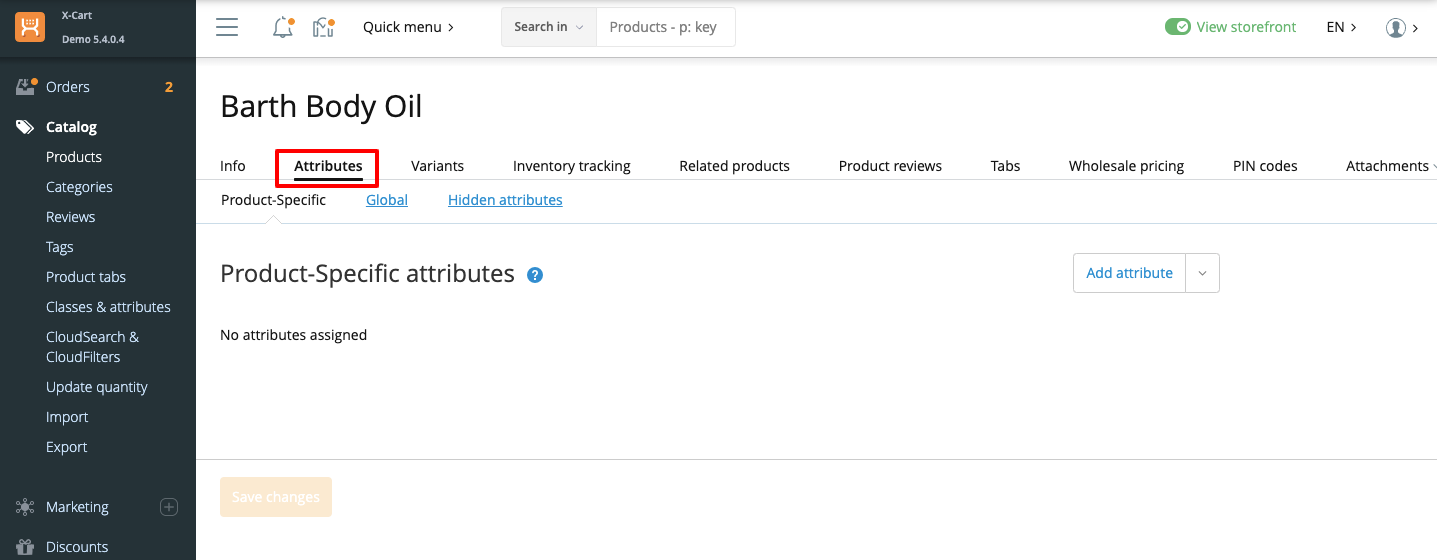 X-Cart
Demo 5.4.0.4
Quick menu
Search in
Products - p: key
View storefront
EN
Orders 2
Catalog
Products
Categories
Reviews
Tags
Product tabs
Classes & attributes
CloudSearch &
CloudFilters
Update quantity
Import
Export
Marketing
Discounts
Barth Body Oil
Info Attributes Variants Inventory tracking Related products Product reviews Tabs Wholesale pricing PIN codes Attachments
Product-Specific Global Hidden attributes
Product-Specific attributes ?
Add attribute
No attributes assigned
Save changes